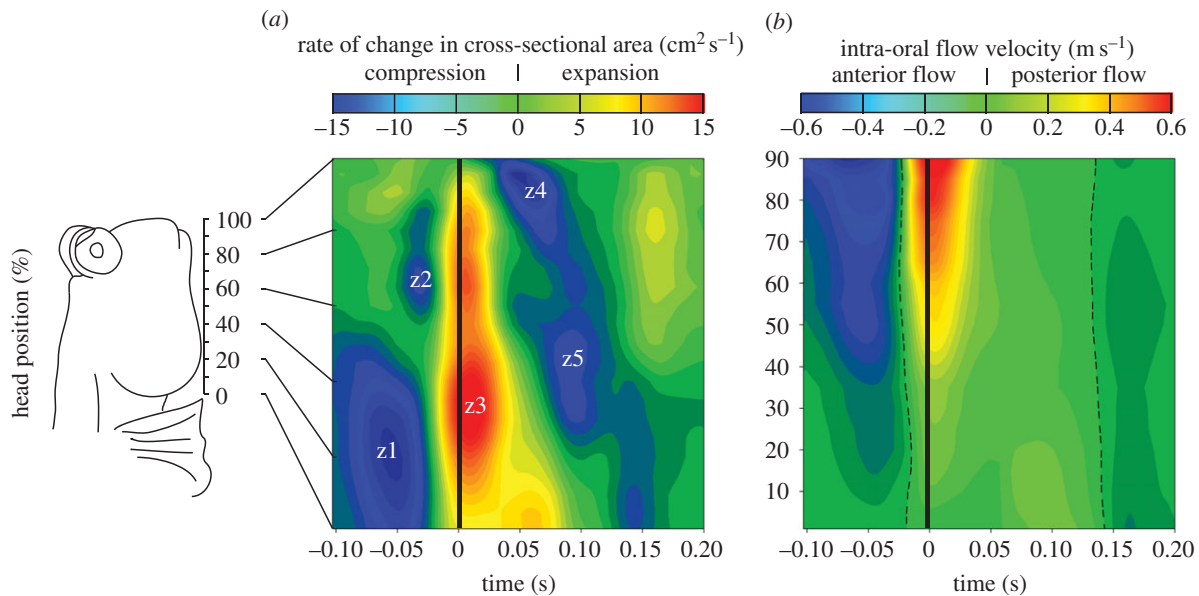 (a)
rate of change in cross-sectional area (cm² s⁻¹)
compression | expansion
−15 −10 −5 0 5 10 15
(b)
intra-oral flow velocity (m s⁻¹)
anterior flow | posterior flow
−0.6 −0.4 −0.2 0 0.2 0.4 0.6
head position (%)
100
80
60
40
20
0
z1
z2
z3
z4
z5
−0.10 −0.05 0 0.05 0.10 0.15 0.20
time (s)
90
80
70
60
50
40
30
20
10
−0.10 −0.05 0 0.05 0.10 0.15 0.20
time (s)